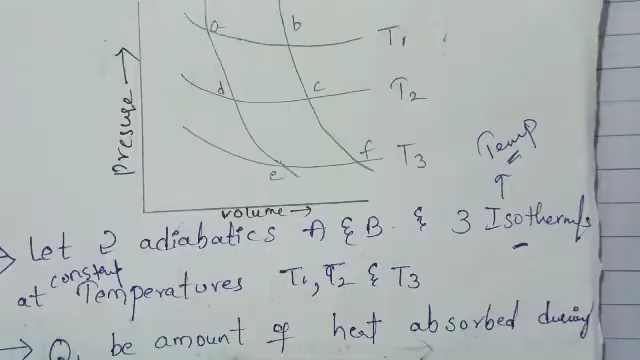 a
b
T1
d
c
T2
e
f
T3
Presure →
volume →
Temp
↑
→ Let 2 adiabatics A & B & 3 Isotherms
at constant Temperatures T1, T2 & T3
→ Q1 be amount of heat absorbed during